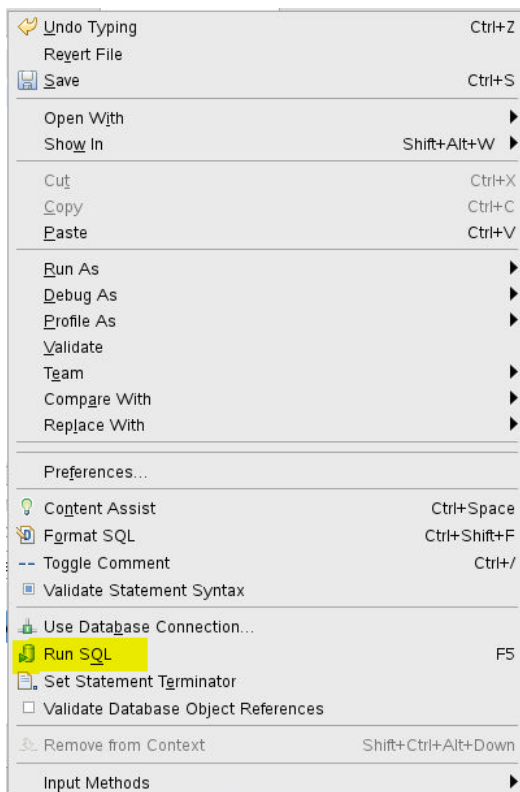 Undo Typing Ctrl+Z
Revert File
Save Ctrl+S
Open With
Show In Shift+Alt+W
Cut Ctrl+X
Copy Ctrl+C
Paste Ctrl+V
Run As
Debug As
Profile As
Validate
Team
Compare With
Replace With
Preferences...
Content Assist Ctrl+Space
Format SQL Ctrl+Shift+F
-- Toggle Comment Ctrl+/
Validate Statement Syntax
Use Database Connection...
Run SQL F5
Set Statement Terminator
Validate Database Object References
Remove from Context Shift+Ctrl+Alt+Down
Input Methods